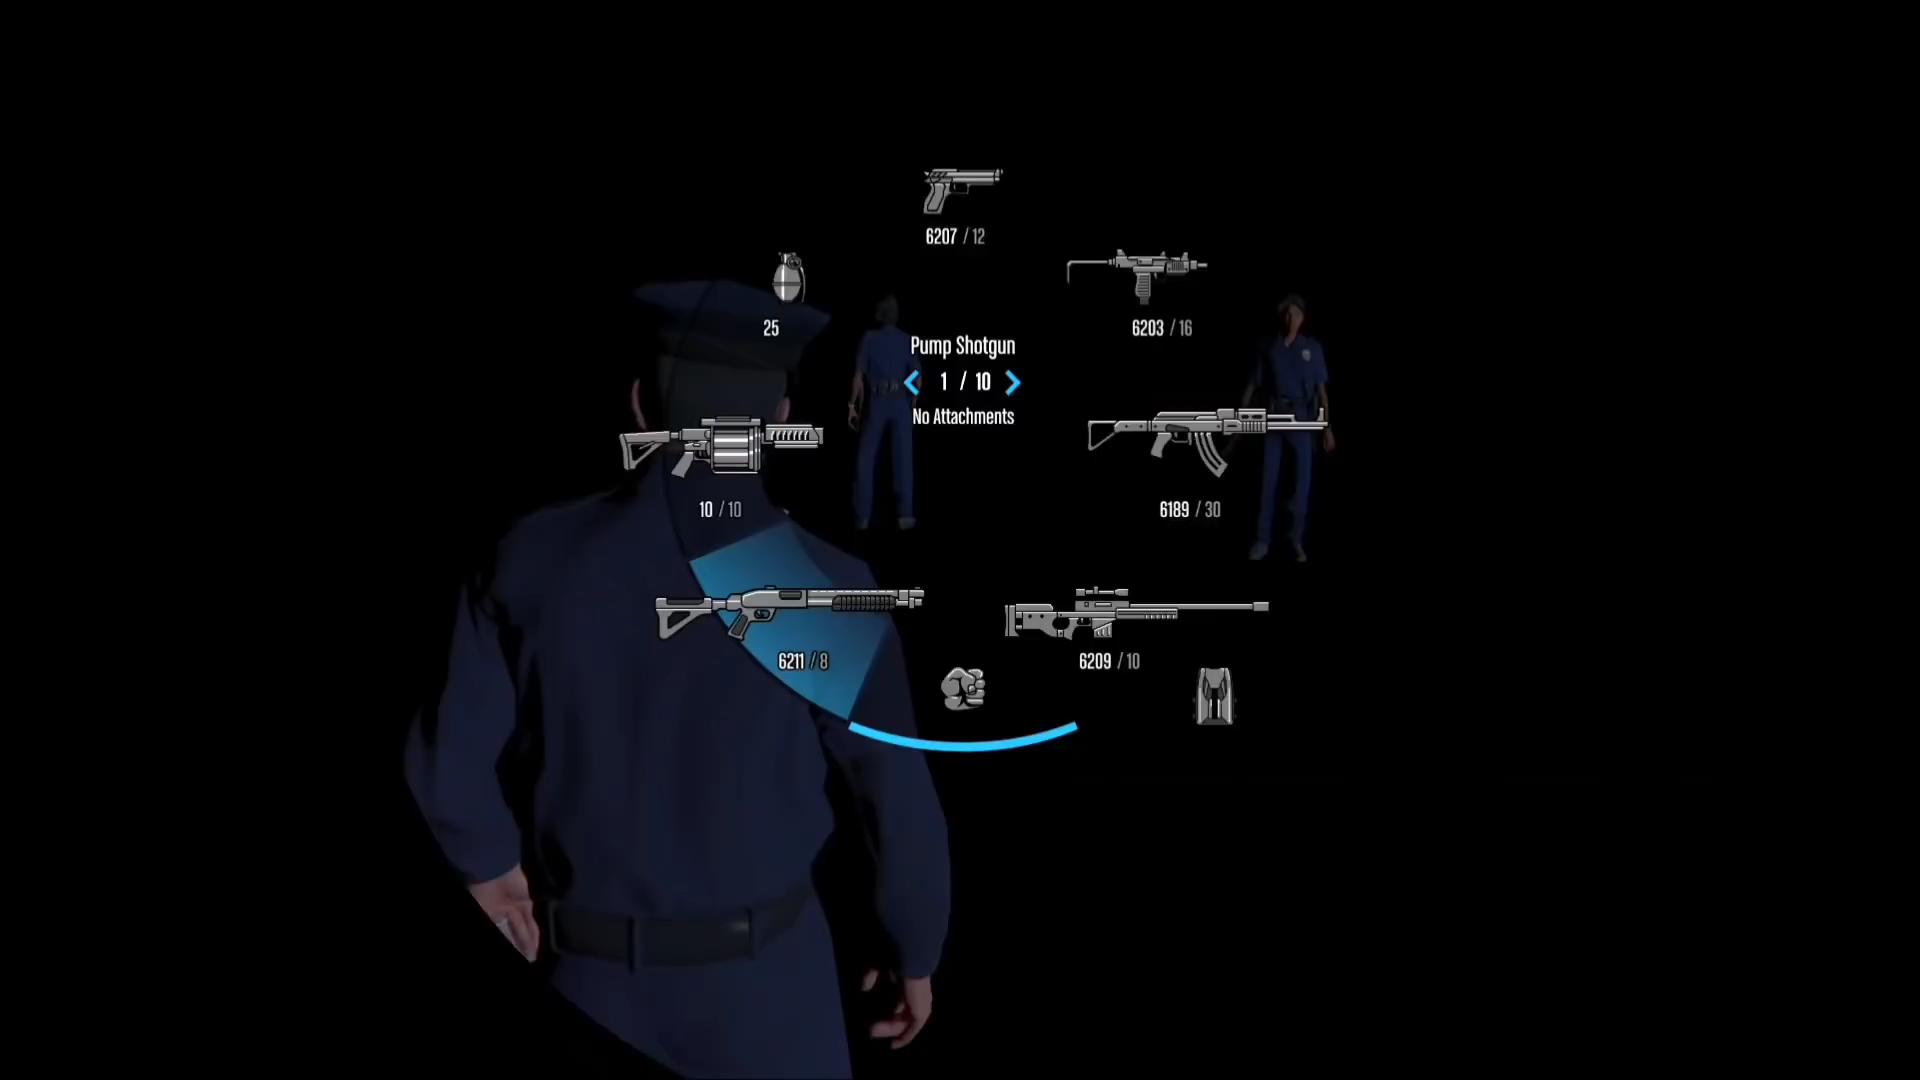 6207 / 12
25
6203 / 16
Pump Shotgun
1 / 10
No Attachments
10 / 10
6189 / 30
6211 / 8
6209 / 10